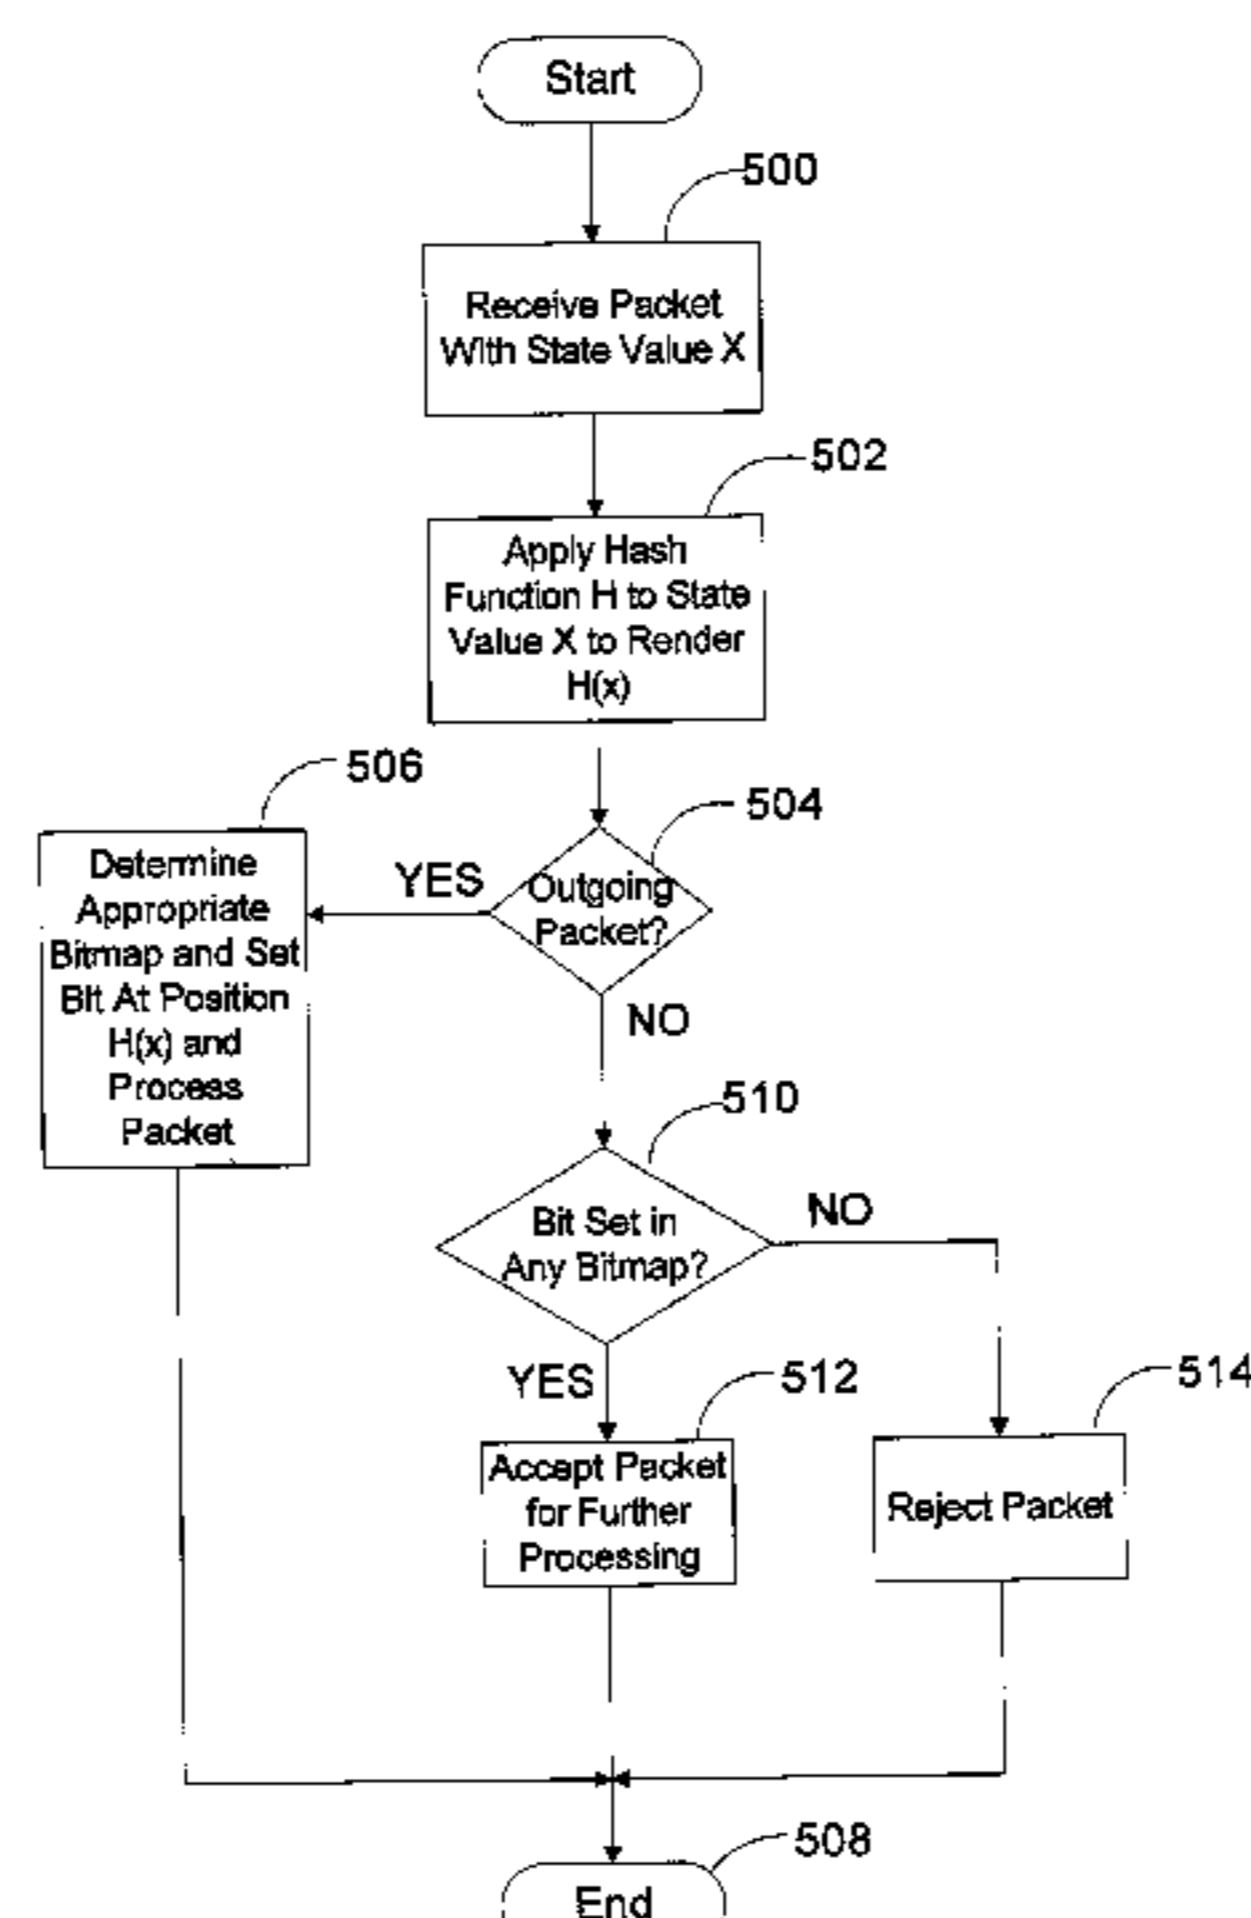 Start
500
Receive Packet
With State Value X
502
Apply Hash
Function H to State
Value X to Render
H(x)
506
504
Determine
Appropriate
Bitmap and Set
Bit At Position
H(x) and
Process
Packet
YES
Outgoing
Packet?
NO
510
Bit Set in
Any Bitmap?
NO
YES
512
514
Accept Packet
for Further
Processing
Reject Packet
508
End